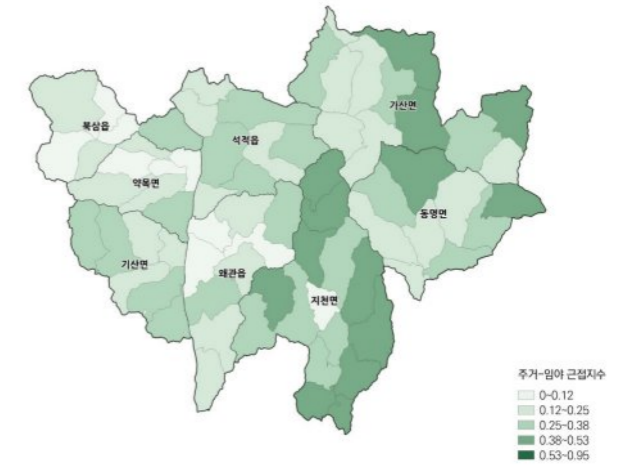 가산면
북삼읍
석적읍
약목면
동명면
기산면
왜관읍
지천면
주거-임야 근접지수
0~0.12
0.12~0.25
0.25~0.38
0.38~0.53
0.53~0.95